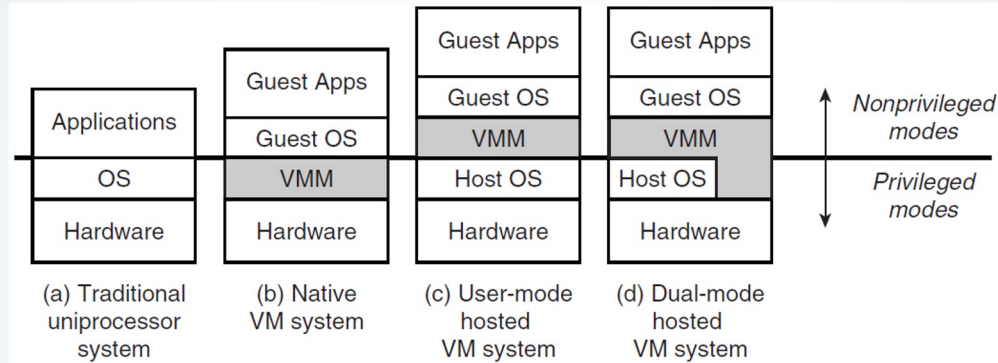 Applications
OS
Hardware
(a) Traditional
uniprocessor
system
Guest Apps
Guest OS
VMM
Hardware
(b) Native
VM system
Guest Apps
Guest OS
VMM
Host OS
Hardware
(c) User-mode
hosted
VM system
Guest Apps
Guest OS
VMM
Host OS
Hardware
(d) Dual-mode
hosted
VM system
Nonprivileged
modes
Privileged
modes